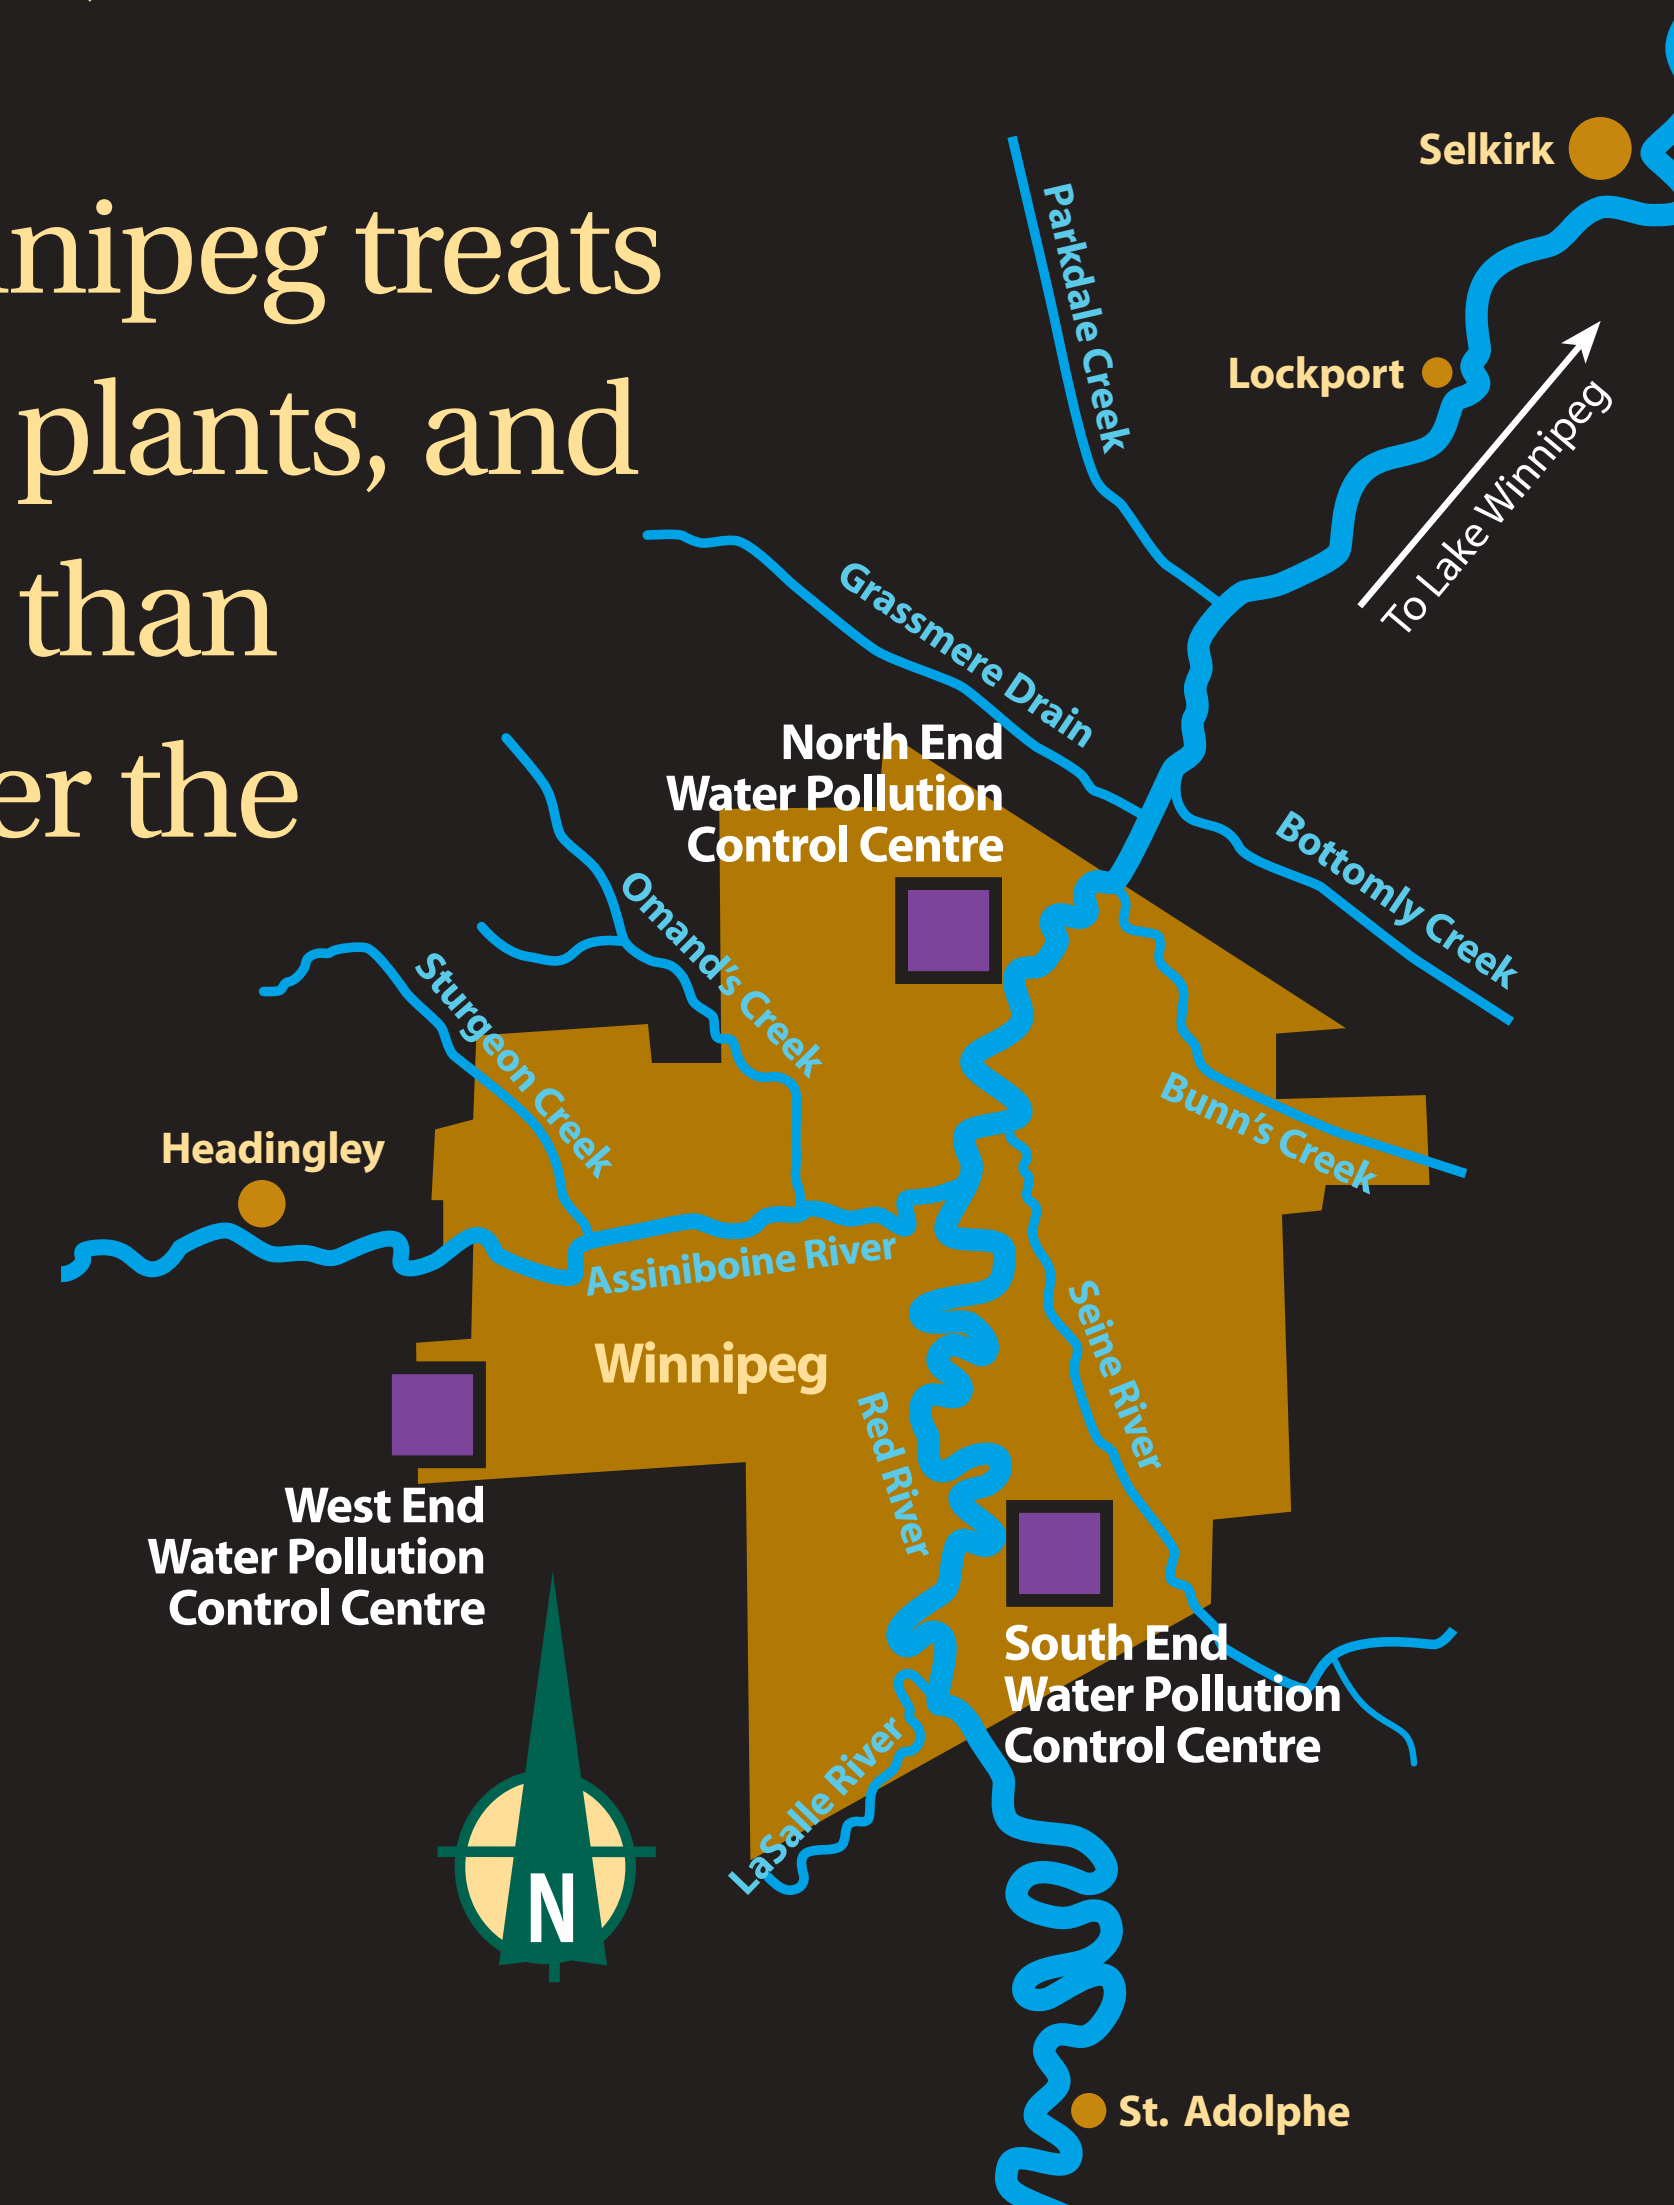 Selkirk
Parkdale Creek
nipeg treats
Lockport
To Lake Winnipeg
plants, and
Grassmere Drain
than
North End
Water Pollution
Control Centre
er the
Bottomly Creek
Omand's Creek
Sturgeon Creek
Bunn's Creek
Headingley
Assiniboine River
Seine River
Winnipeg
Red River
West End
Water Pollution
Control Centre
South End
Water Pollution
Control Centre
LaSalle River
N
St. Adolphe